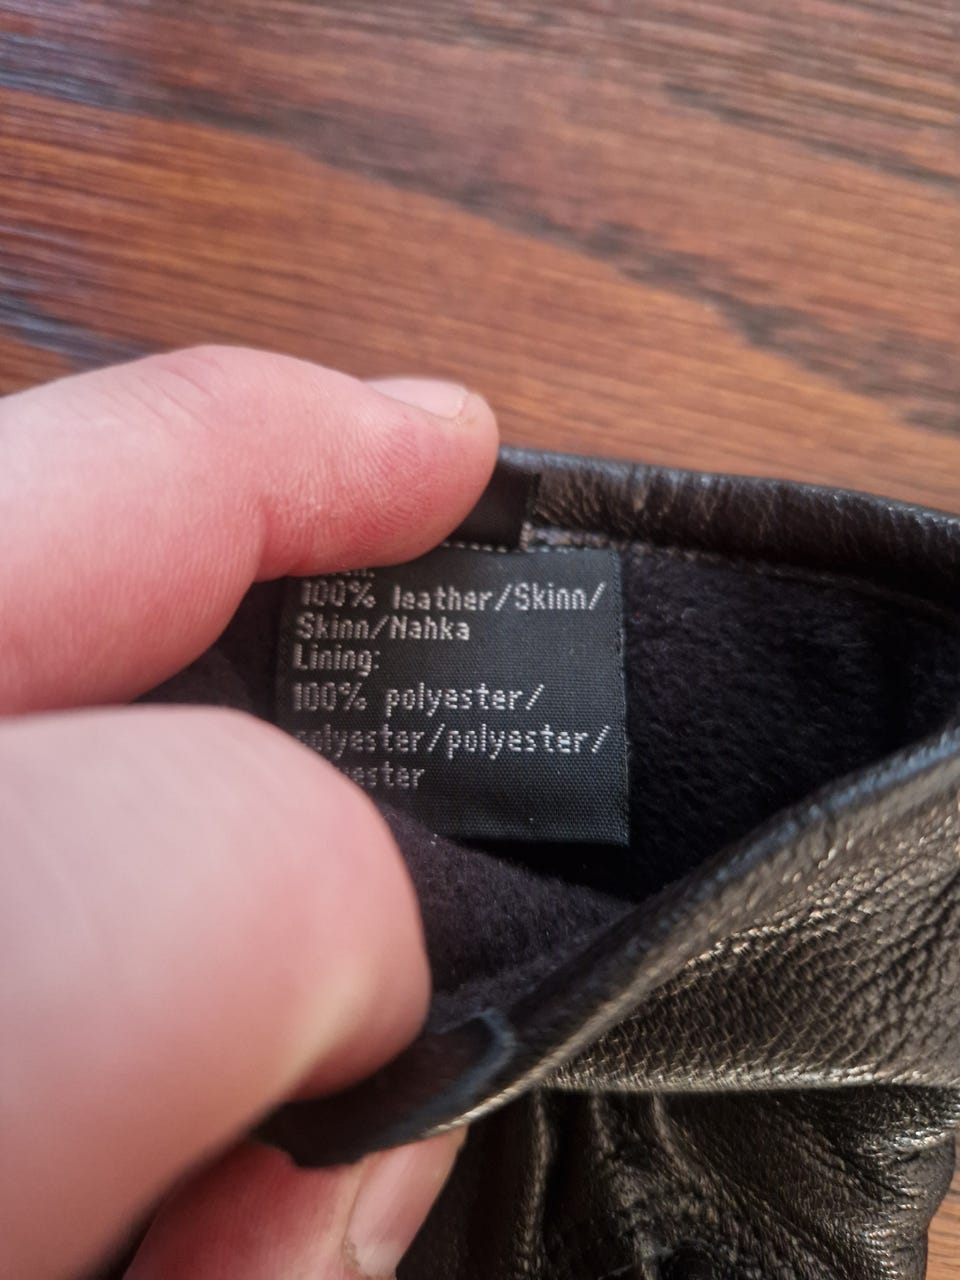 100% leather/Skinn/
Skinn/Nahka
Lining:
100% polyester/
polyester/polyester/